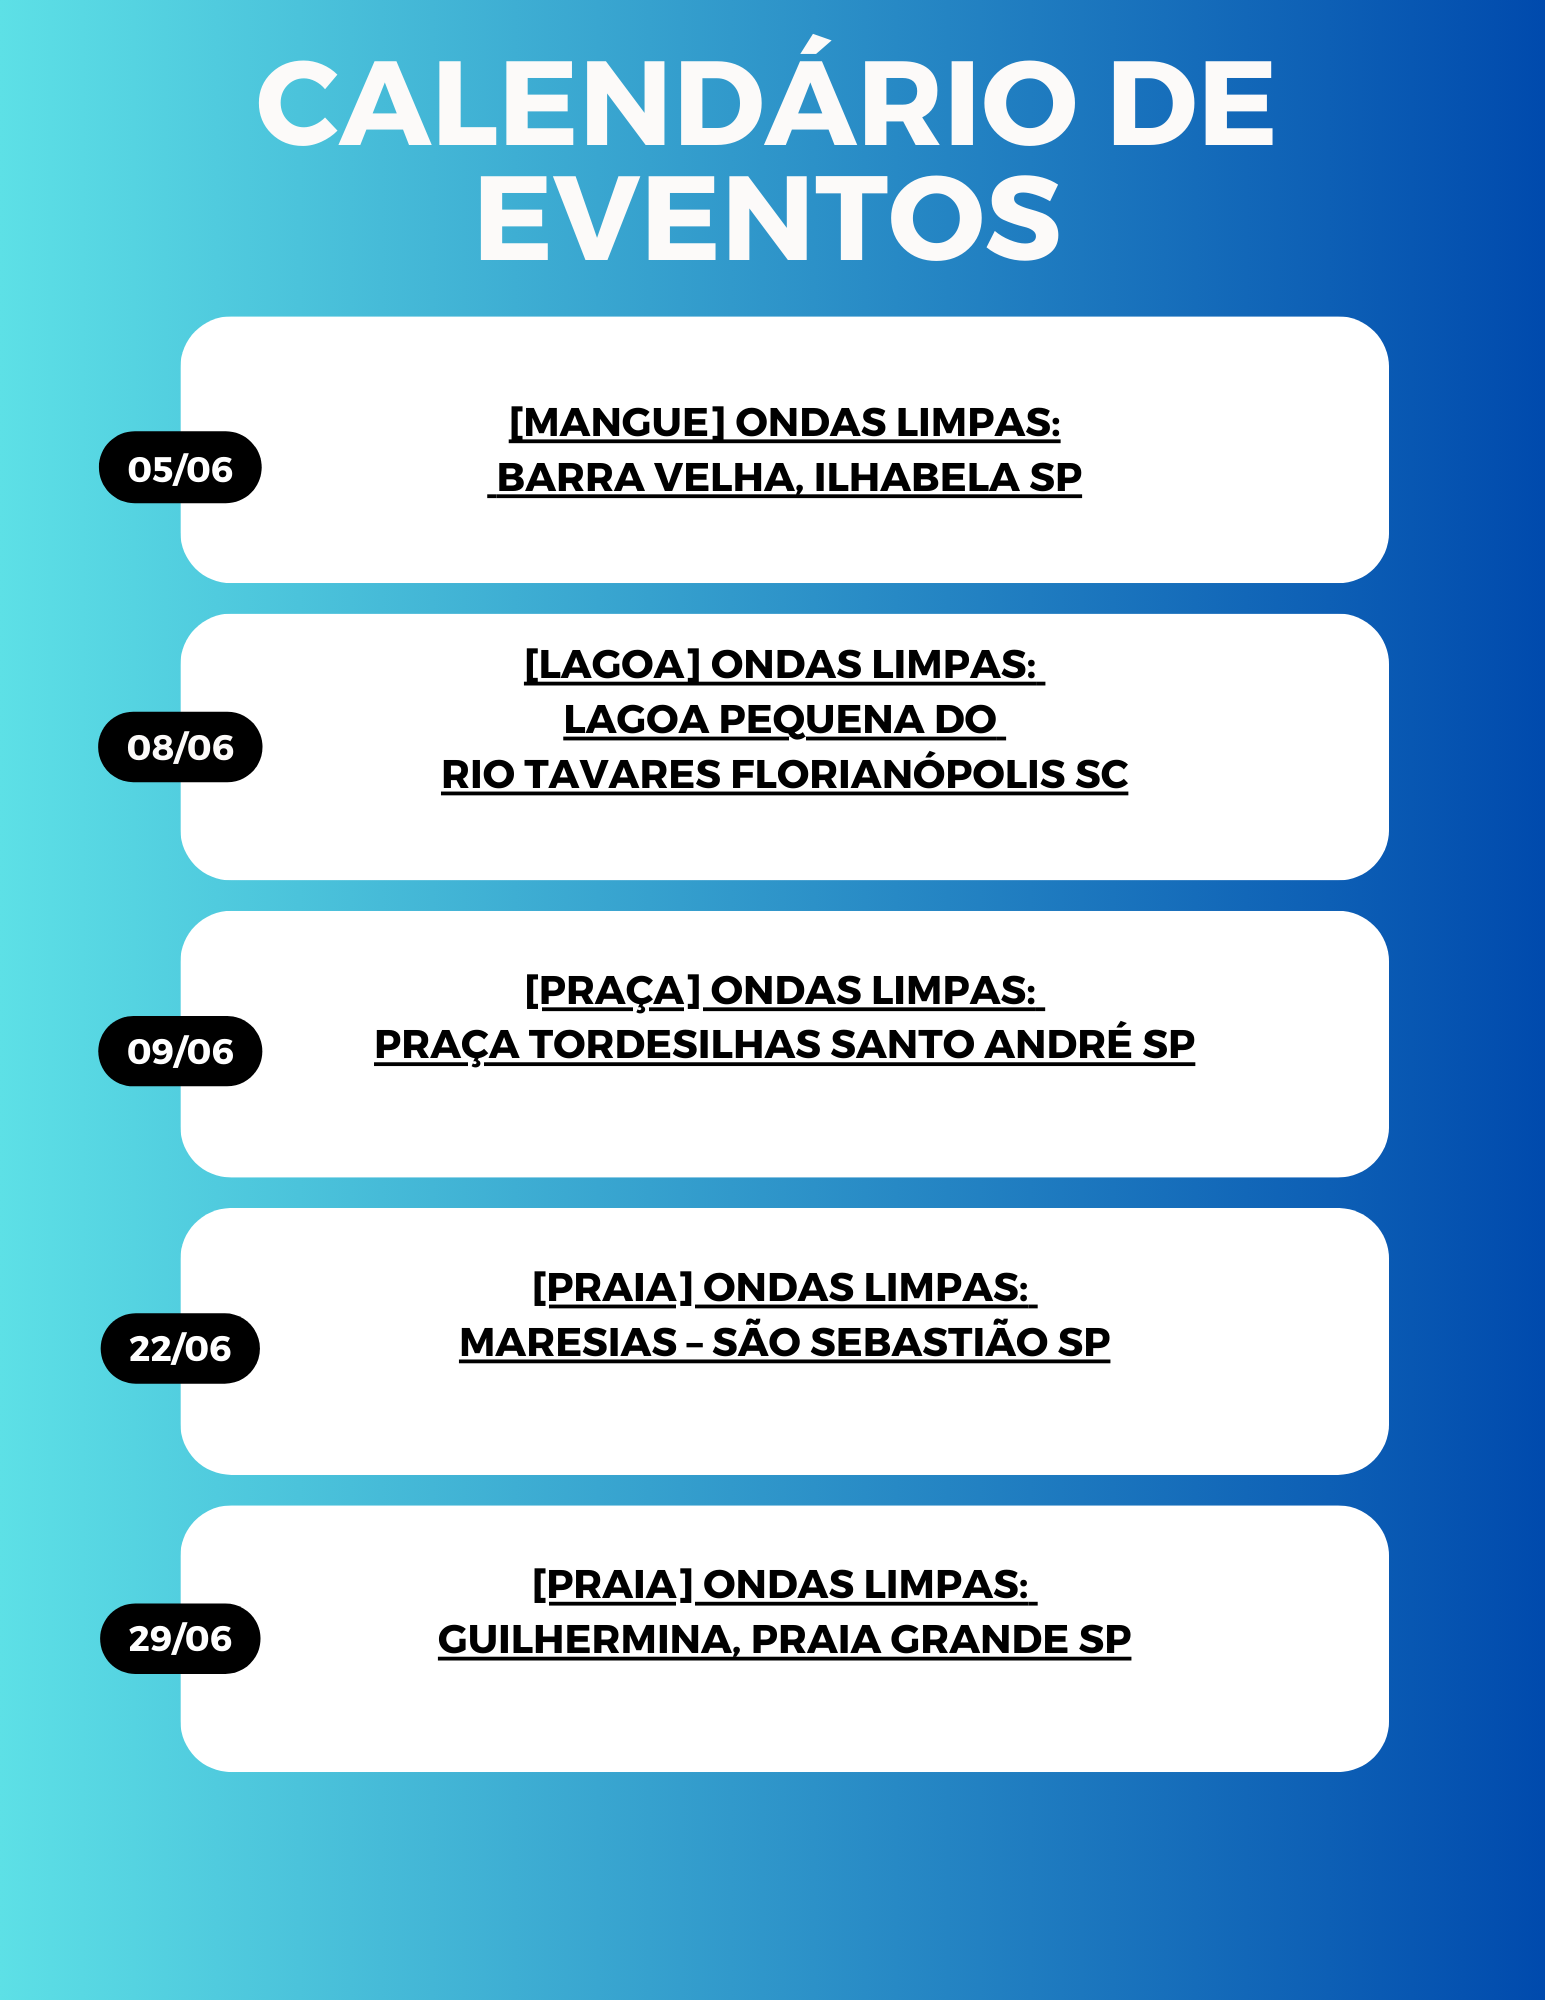 CALENDÁRIO DE
EVENTOS
05/06
[MANGUE] ONDAS LIMPAS:
BARRA VELHA, ILHABELA SP
08/06
[LAGOA] ONDAS LIMPAS:
LAGOA PEQUENA DO
RIO TAVARES FLORIANÓPOLIS SC
09/06
[PRAÇA] ONDAS LIMPAS:
PRAÇA TORDESILHAS SANTO ANDRÉ SP
22/06
[PRAIA] ONDAS LIMPAS:
MARESIAS – SÃO SEBASTIÃO SP
29/06
[PRAIA] ONDAS LIMPAS:
GUILHERMINA, PRAIA GRANDE SP